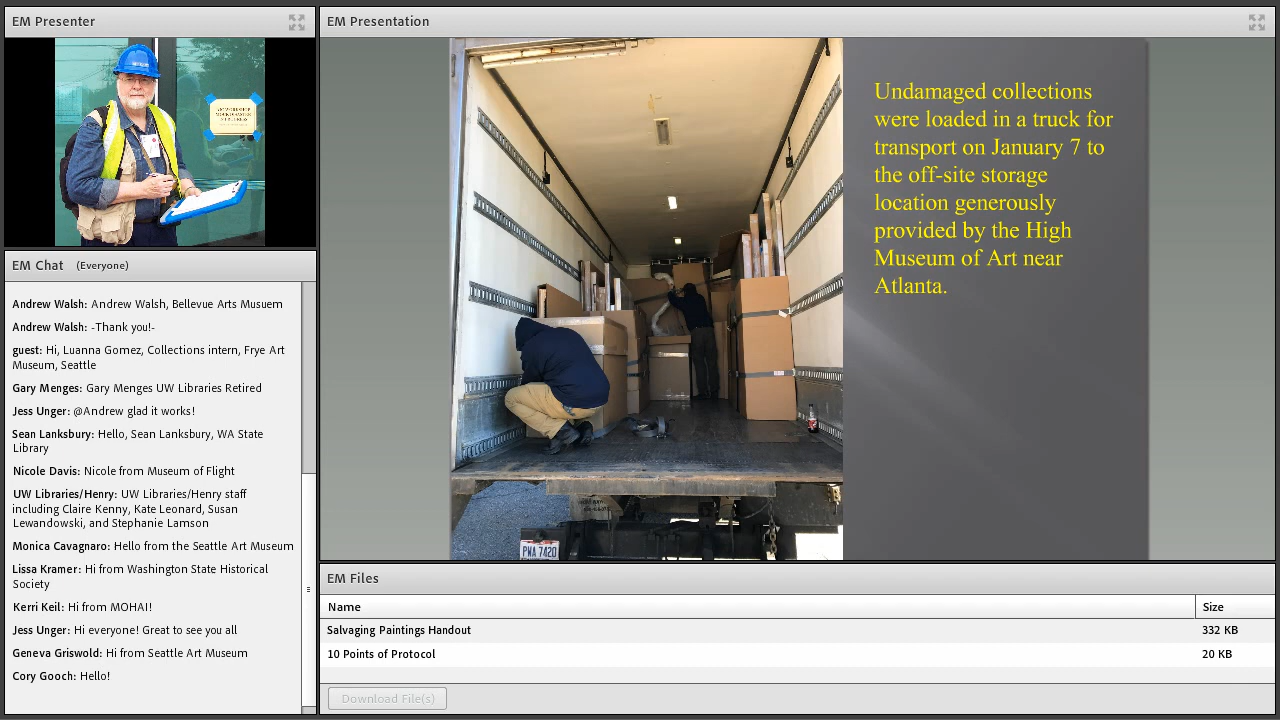 EM Presenter
EM Chat (Everyone)
Andrew Walsh: Andrew Walsh, Bellevue Arts Musuem
Andrew Walsh: -Thank you!-
guest: Hi, Luanna Gomez, Collections intern, Frye Art
Museum, Seattle
Gary Menges: Gary Menges UW Libraries Retired
Jess Unger: @Andrew glad it works!
Sean Lanksbury: Hello, Sean Lanksbury, WA State
Library
Nicole Davis: Nicole from Museum of Flight
UW Libraries/Henry: UW Libraries/Henry staff
including Claire Kenny, Kate Leonard, Susan
Lewandowski, and Stephanie Lamson
Monica Cavagnaro: Hello from the Seattle Art Museum
Lissa Kramer: Hi from Washington State Historical
Society
Kerri Keil: Hi from MOHAI!
Jess Unger: Hi everyone! Great to see you all
Geneva Griswold: Hi from Seattle Art Museum
Cory Gooch: Hello!
EM Presentation
Undamaged collections
were loaded in a truck for
transport on January 7 to
the off-site storage
location generously
provided by the High
Museum of Art near
Atlanta.
PWA 7420
EM Files
Name Size
Salvaging Paintings Handout 332 KB
10 Points of Protocol 20 KB
Download File(s)